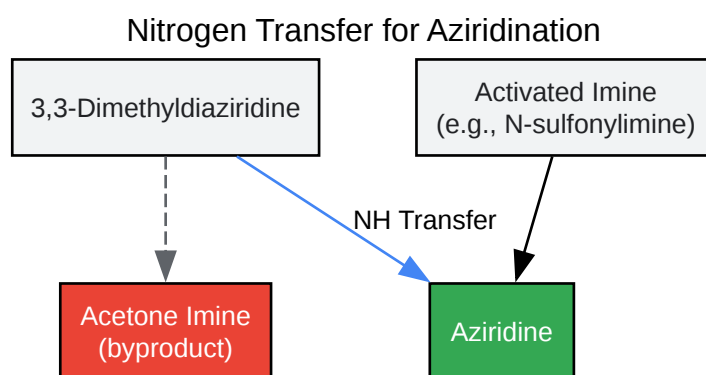 Nitrogen Transfer for Aziridination
3,3-Dimethyldiaziridine
Activated Imine
(e.g., N-sulfonylimine)
NH Transfer
Acetone Imine
(byproduct)
Aziridine